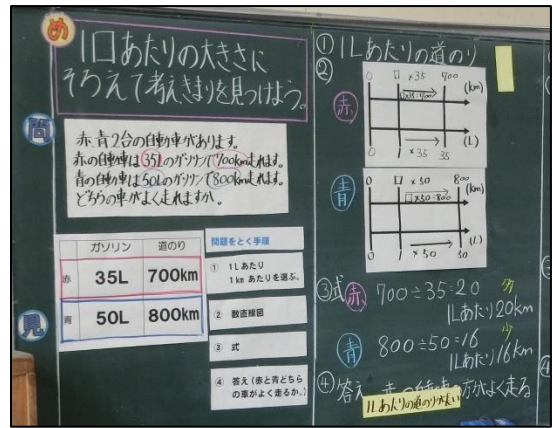 め
1口あたりの大きさに
そろえて考え、きまりを見つけよう。
問
赤、青2台の自動車があります。
赤の自動車は35Lのガソリンで700km走れます。
青の自動車は50Lのガソリンで800km走れます。
どちらの車がよく走れますか。
見
ガソリン 道のり
赤 35L 700km
青 50L 800km
問題をとく手順
① 1Lあたり
1kmあたりを選ぶ。
② 数直線図
③ 式
④ 答え(赤と青どちら
の車がよく走るか。)
①1Lあたりの道のり
②
赤
0 □ ×35 700
(km)
□×35=700
(L)
0 1 ×35 35
青
0 □ ×50 800
(km)
□×50=800
(L)
0 1 ×50 50
③式 赤 700÷35=20 多
1Lあたり20km
青 800÷50=16 少
1Lあたり16km
④答え 方がよく走る
1Lあたりの道のりが長い